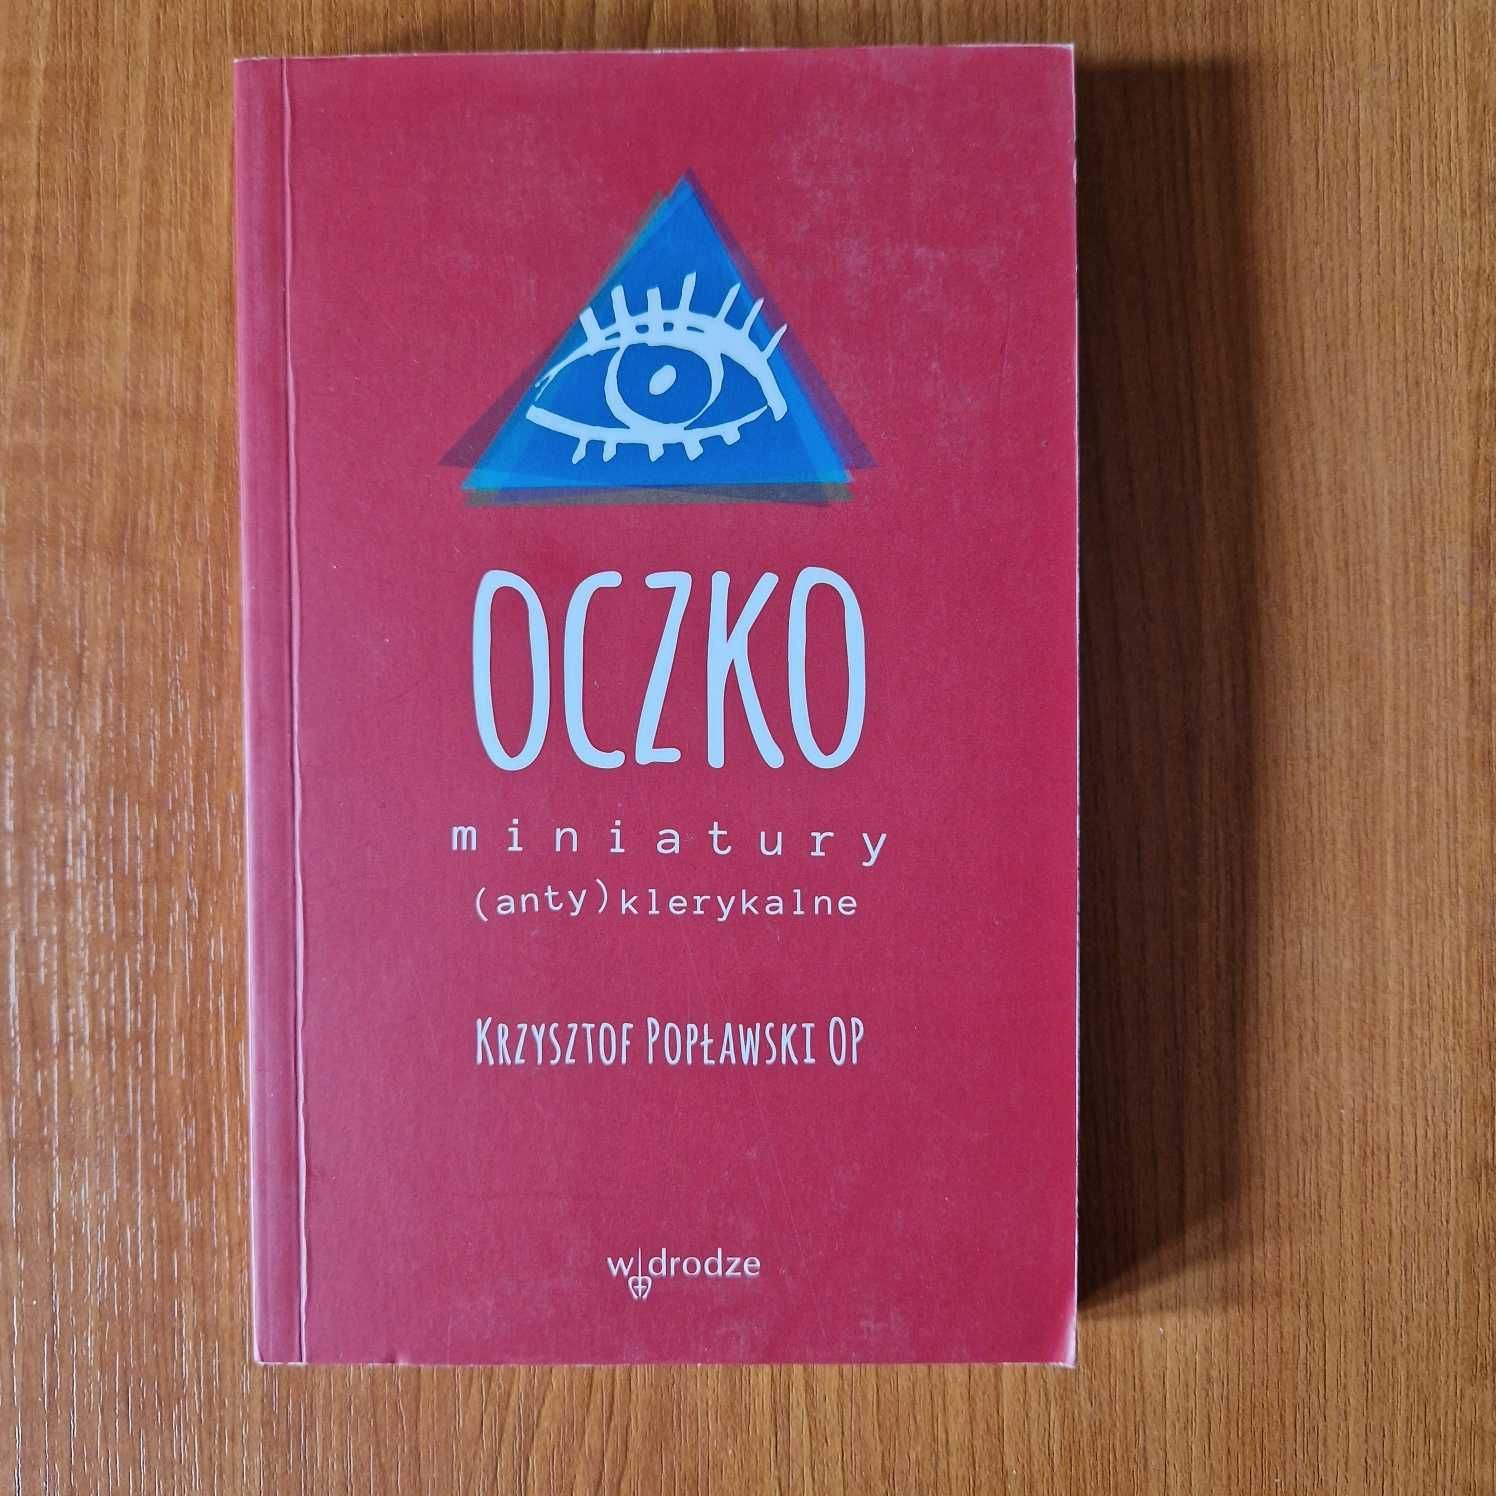 OCZKO
miniatury
(anty)klerykalne
KRZYSZTOF POPŁAWSKI OP
w drodze